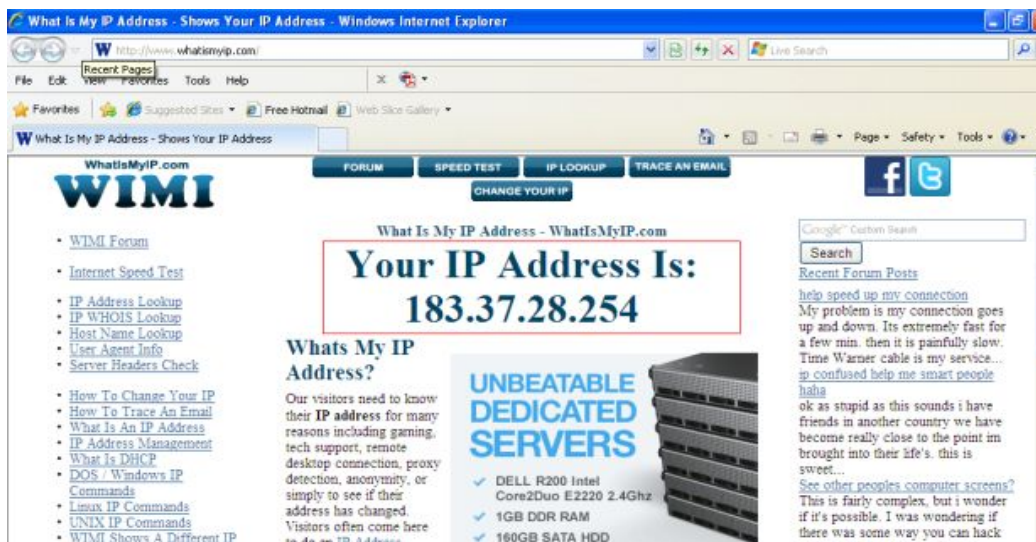 What Is My IP Address - Shows Your IP Address - Windows Internet Explorer
http://www.whatismyip.com/
Live Search
Recent Pages
File Edit View Favorites Tools Help
Favorites
Suggested Sites
Free Hotmail
Web Slice Gallery
What Is My IP Address - Shows Your IP Address
Page Safety Tools
WhatIsMyIP.com
WIMI
FORUM
SPEED TEST
IP LOOKUP
TRACE AN EMAIL
CHANGE YOUR IP
WIMI Forum
Internet Speed Test
IP Address Lookup
IP WHOIS Lookup
Host Name Lookup
User Agent Info
Server Headers Check
How To Change Your IP
How To Trace An Email
What Is An IP Address
IP Address Management
What Is DHCP
DOS / Windows IP
Commands
Linux IP Commands
UNIX IP Commands
WIMI Shows A Different IP
What Is My IP Address - WhatIsMyIP.com
Your IP Address Is:
183.37.28.254
Whats My IP
Address?
Our visitors need to know
their IP address for many
reasons including gaming,
tech support, remote
desktop connection, proxy
detection, anonymity, or
simply to see if their
address has changed.
Visitors often come here
to do an IP Address
UNBEATABLE
DEDICATED
SERVERS
DELL R200 Intel
Core2Duo E2220 2.4Ghz
1GB DDR RAM
160GB SATA HDD
Google Custom Search
Search
Recent Forum Posts
help speed up my connection
My problem is my connection goes
up and down. Its extremely fast for
a few min. then it is painfully slow.
Time Warner cable is my service...
ip confused help me smart people
haha
ok as stupid as this sounds i have
friends in another country we have
become really close to the point im
brought into their life's. this is
sweet...
See other peoples computer screens?
This is fairly complex, but i wonder
if it's possible. I was wondering if
there was some way you can hack